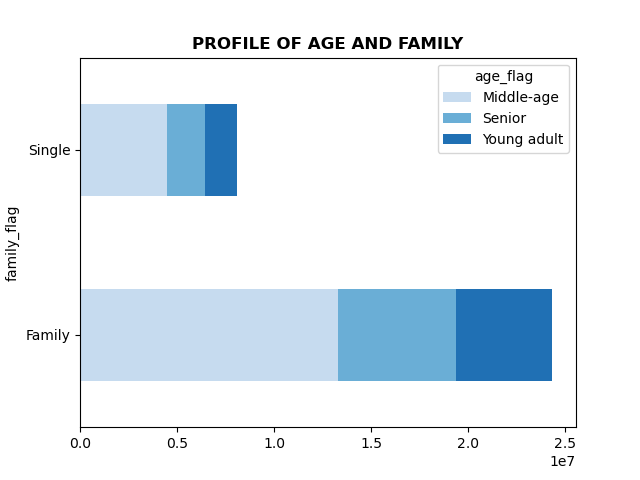 PROFILE OF AGE AND FAMILY
age_flag
Middle-age
Senior
Young adult
Single
family_flag
Family
0.0 0.5 1.0 1.5 2.0 2.5
1e7